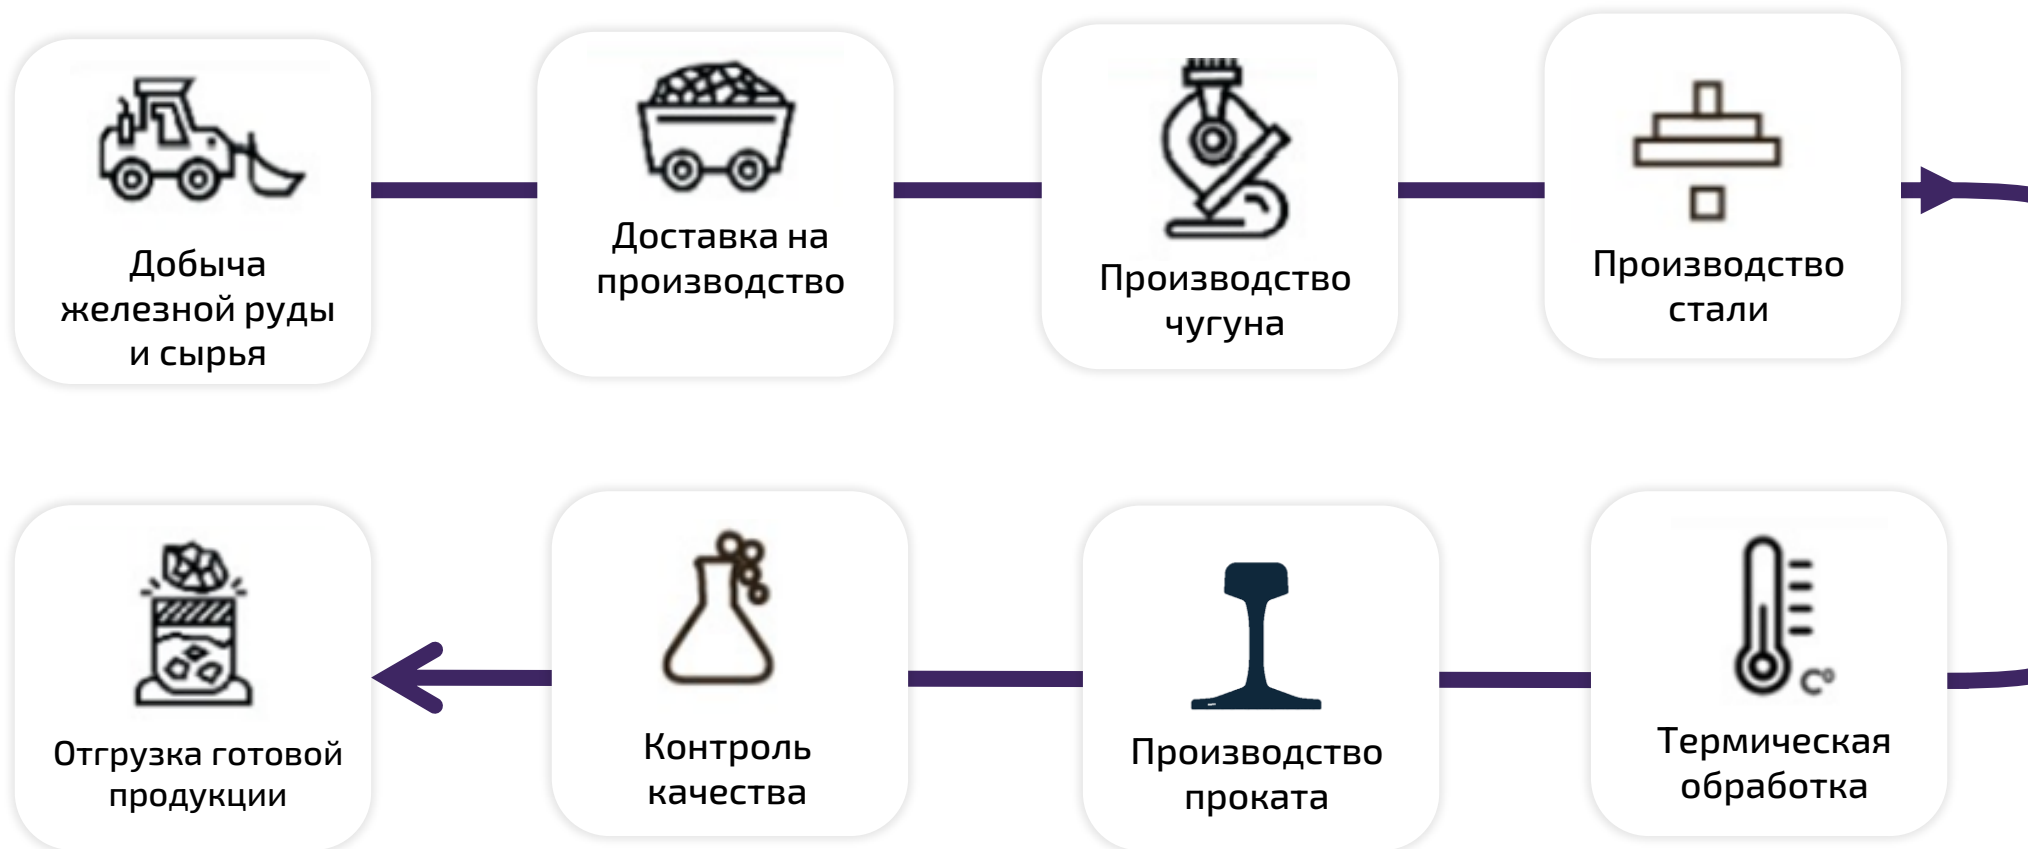 Добыча
железной руды
и сырья
Доставка на
производство
Производство
чугуна
Производство
стали
Термическая
обработка
C°
Производство
проката
Контроль
качества
Отгрузка готовой
продукции